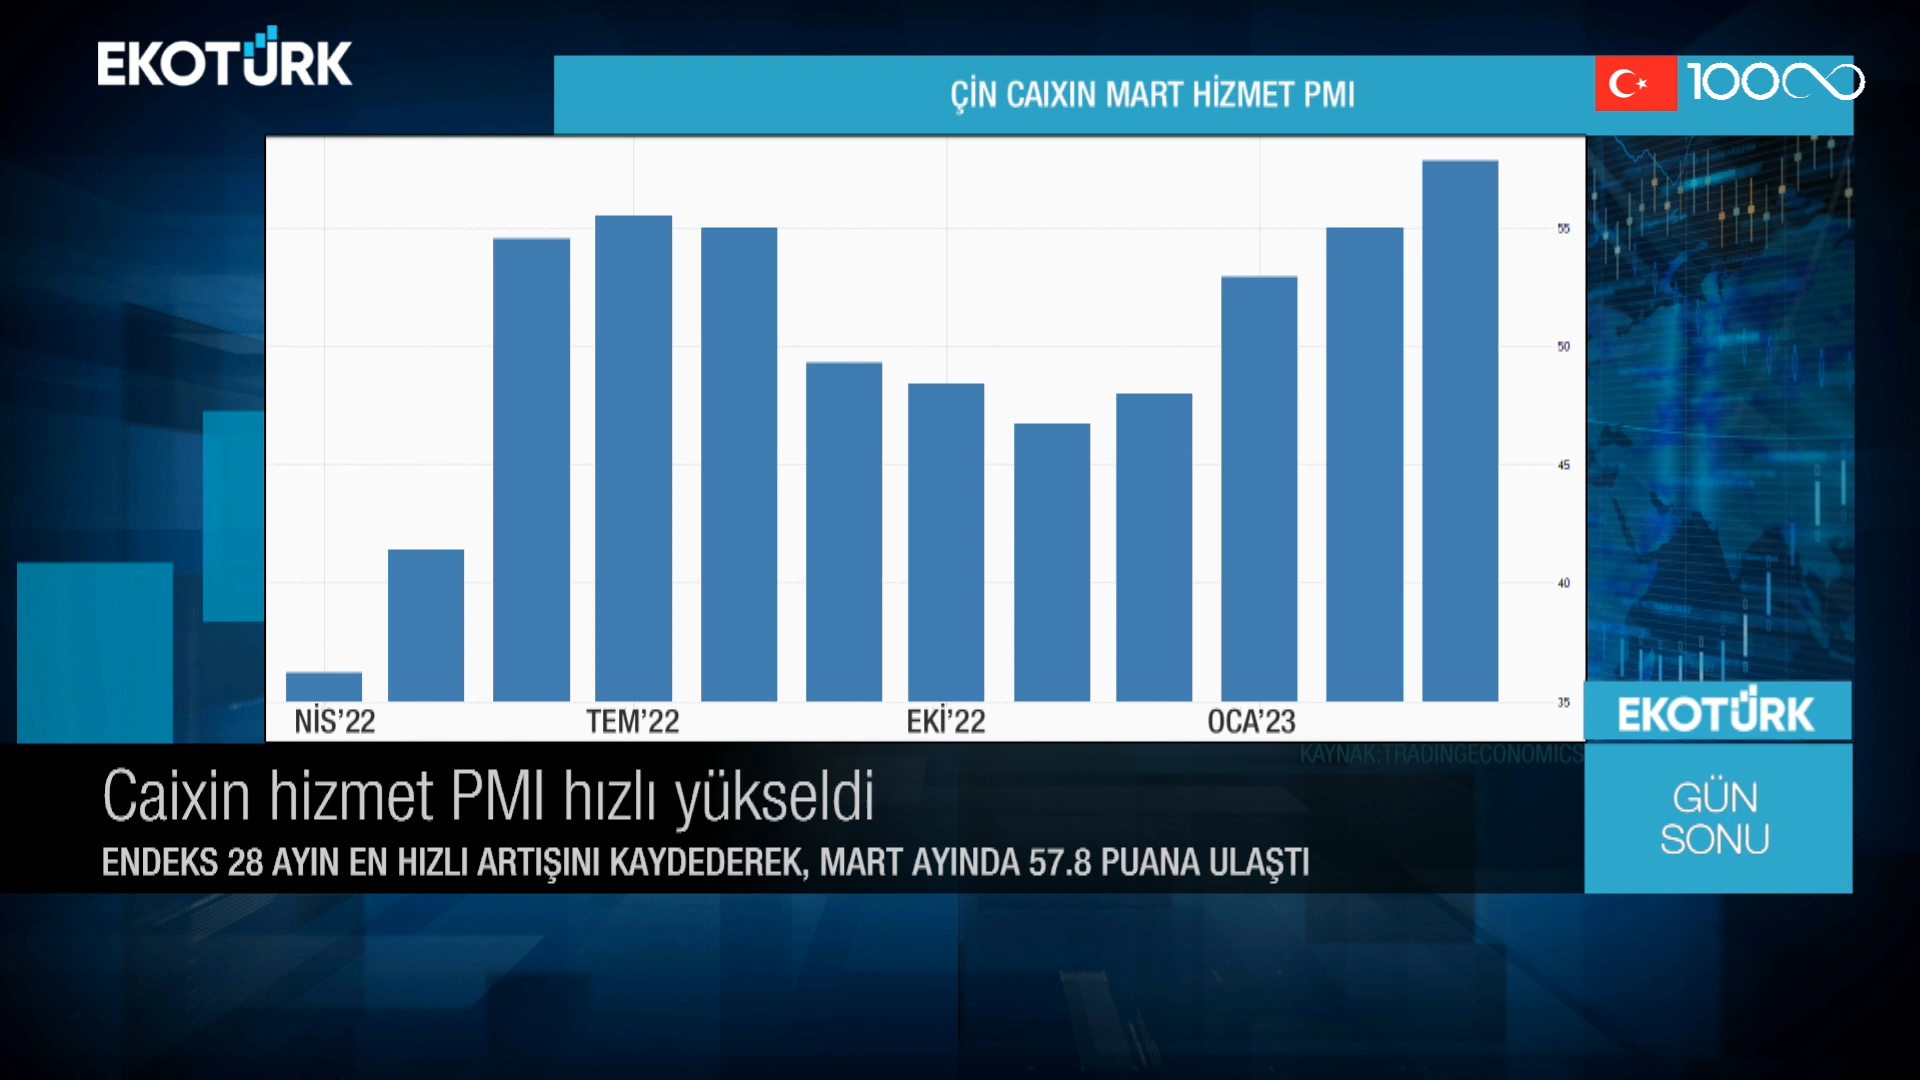 EKOTÜRK
ÇİN CAIXIN MART HİZMET PMI
100
55
50
45
40
35
NİS’22 TEM’22 EKİ’22 OCA’23
EKOTÜRK
KAYNAK:TRADINGECONOMICS
Caixin hizmet PMI hızlı yükseldi
ENDEKS 28 AYIN EN HIZLI ARTIŞINI KAYDEDEREK, MART AYINDA 57.8 PUANA ULAŞTI
GÜN
SONU